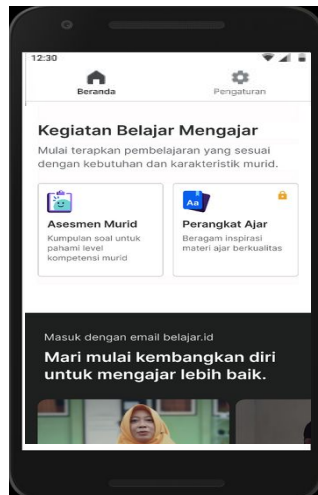 12:30
Beranda
Pengaturan
Kegiatan Belajar Mengajar
Mulai terapkan pembelajaran yang sesuai
dengan kebutuhan dan karakteristik murid.
Asesmen Murid
Kumpulan soal untuk
pahami level
kompetensi murid
Aa
Perangkat Ajar
Beragam inspirasi
materi ajar berkualitas
Masuk dengan email belajar.id
Mari mulai kembangkan diri
untuk mengajar lebih baik.